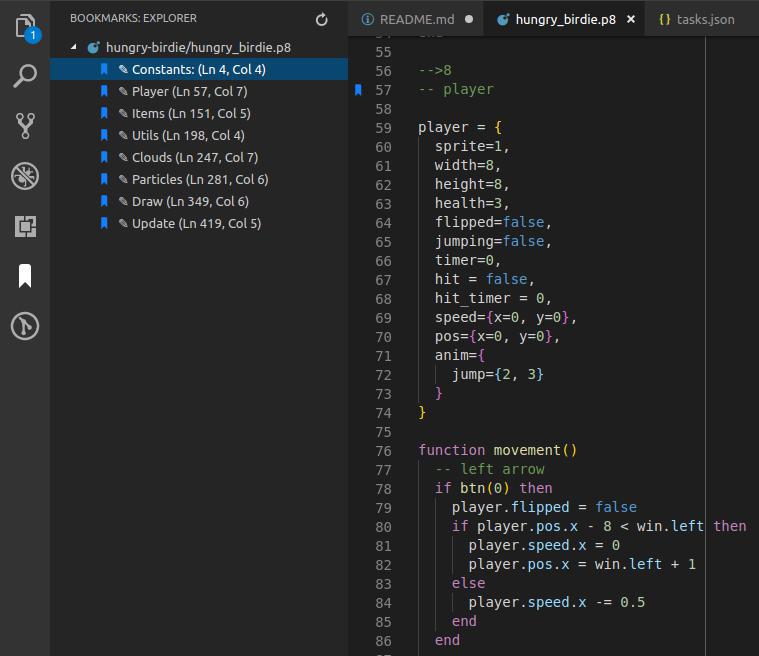 BOOKMARKS: EXPLORER
hungry-birdie/hungry_birdie.p8
Constants: (Ln 4, Col 4)
Player (Ln 57, Col 7)
Items (Ln 151, Col 5)
Utils (Ln 198, Col 4)
Clouds (Ln 247, Col 7)
Particles (Ln 281, Col 6)
Draw (Ln 349, Col 6)
Update (Ln 419, Col 5)
1
README.md
hungry_birdie.p8 ×
{} tasks.json
55
56 -->8
57 -- player
58
59 player = {
60 sprite=1,
61 width=8,
62 height=8,
63 health=3,
64 flipped=false,
65 jumping=false,
66 timer=0,
67 hit = false,
68 hit_timer = 0,
69 speed={x=0, y=0},
70 pos={x=0, y=0},
71 anim={
72 jump={2, 3}
73 }
74 }
75
76 function movement()
77 -- left arrow
78 if btn(0) then
79 player.flipped = false
80 if player.pos.x - 8 < win.left then
81 player.speed.x = 0
82 player.pos.x = win.left + 1
83 else
84 player.speed.x -= 0.5
85 end
86 end